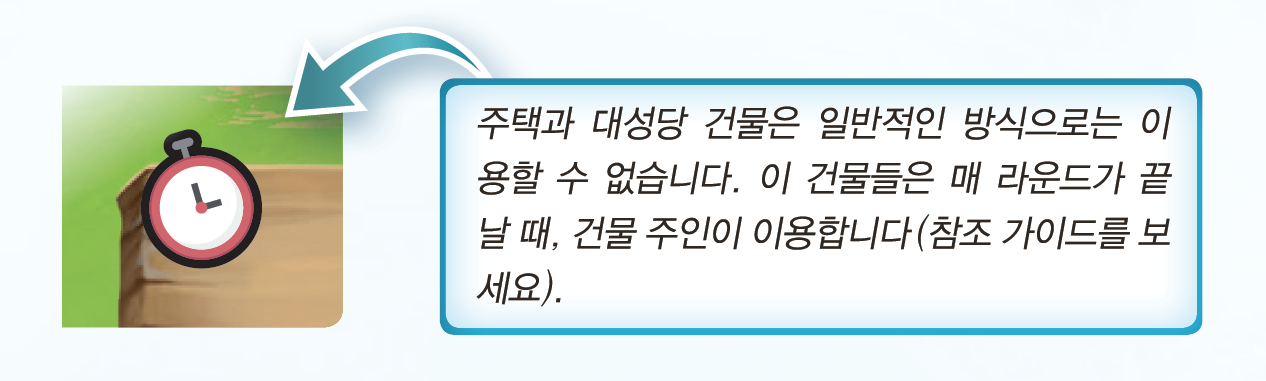 주택과 대성당 건물은 일반적인 방식으로는 이
용할 수 없습니다. 이 건물들은 매 라운드가 끝
날 때, 건물 주인이 이용합니다(참조 가이드를 보
세요).